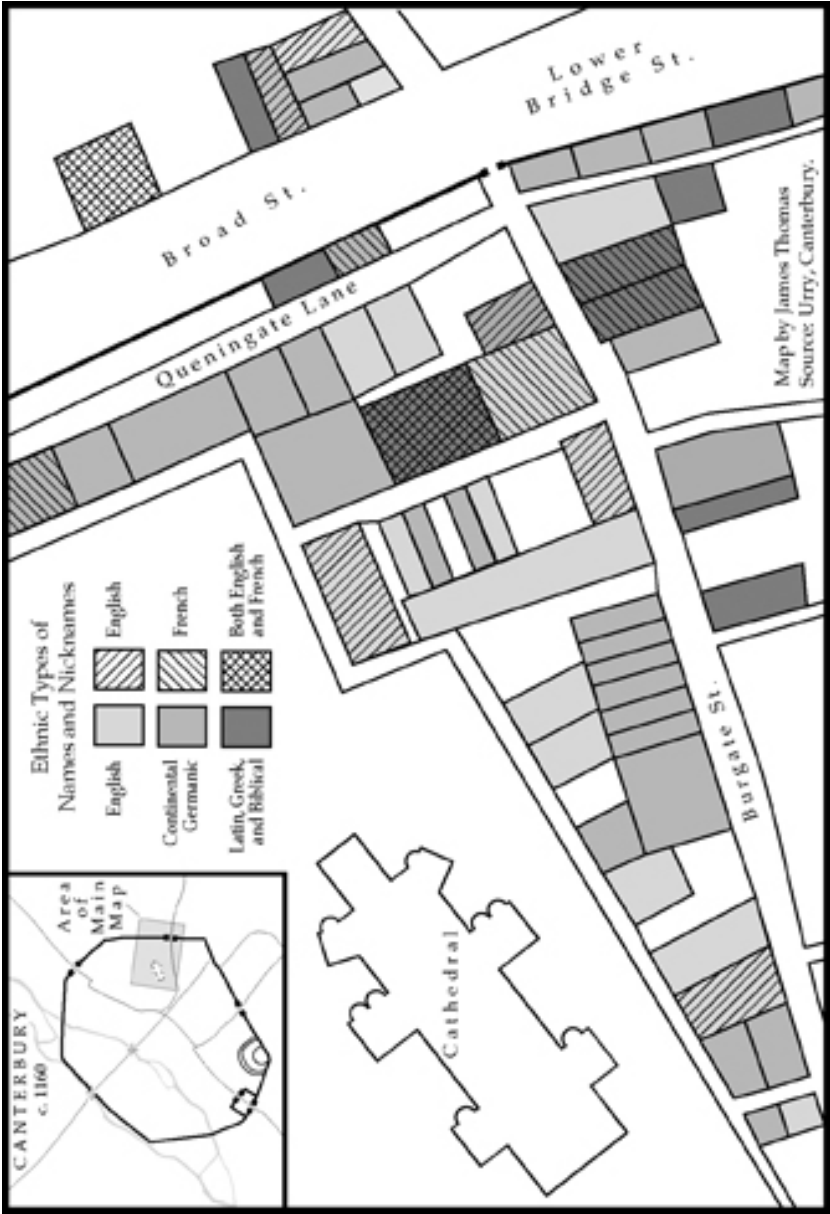 CANTERBURY
c. 1160
Area
of
Main
Map
Ethnic Types of
Names and Nicknames
English
English
Continental
Germanic
French
Latin, Greek,
and Biblical
Both English
and French
Broad St.
Lower
Bridge St.
Queningate Lane
Burgate St.
Cathedral
Map by James Thomas
Source: Urry, Canterbury.